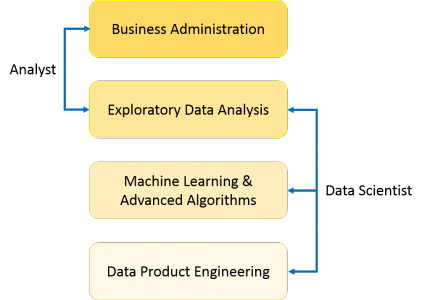 Business Administration
Analyst
Exploratory Data Analysis
Machine Learning &
Advanced Algorithms
Data Scientist
Data Product Engineering